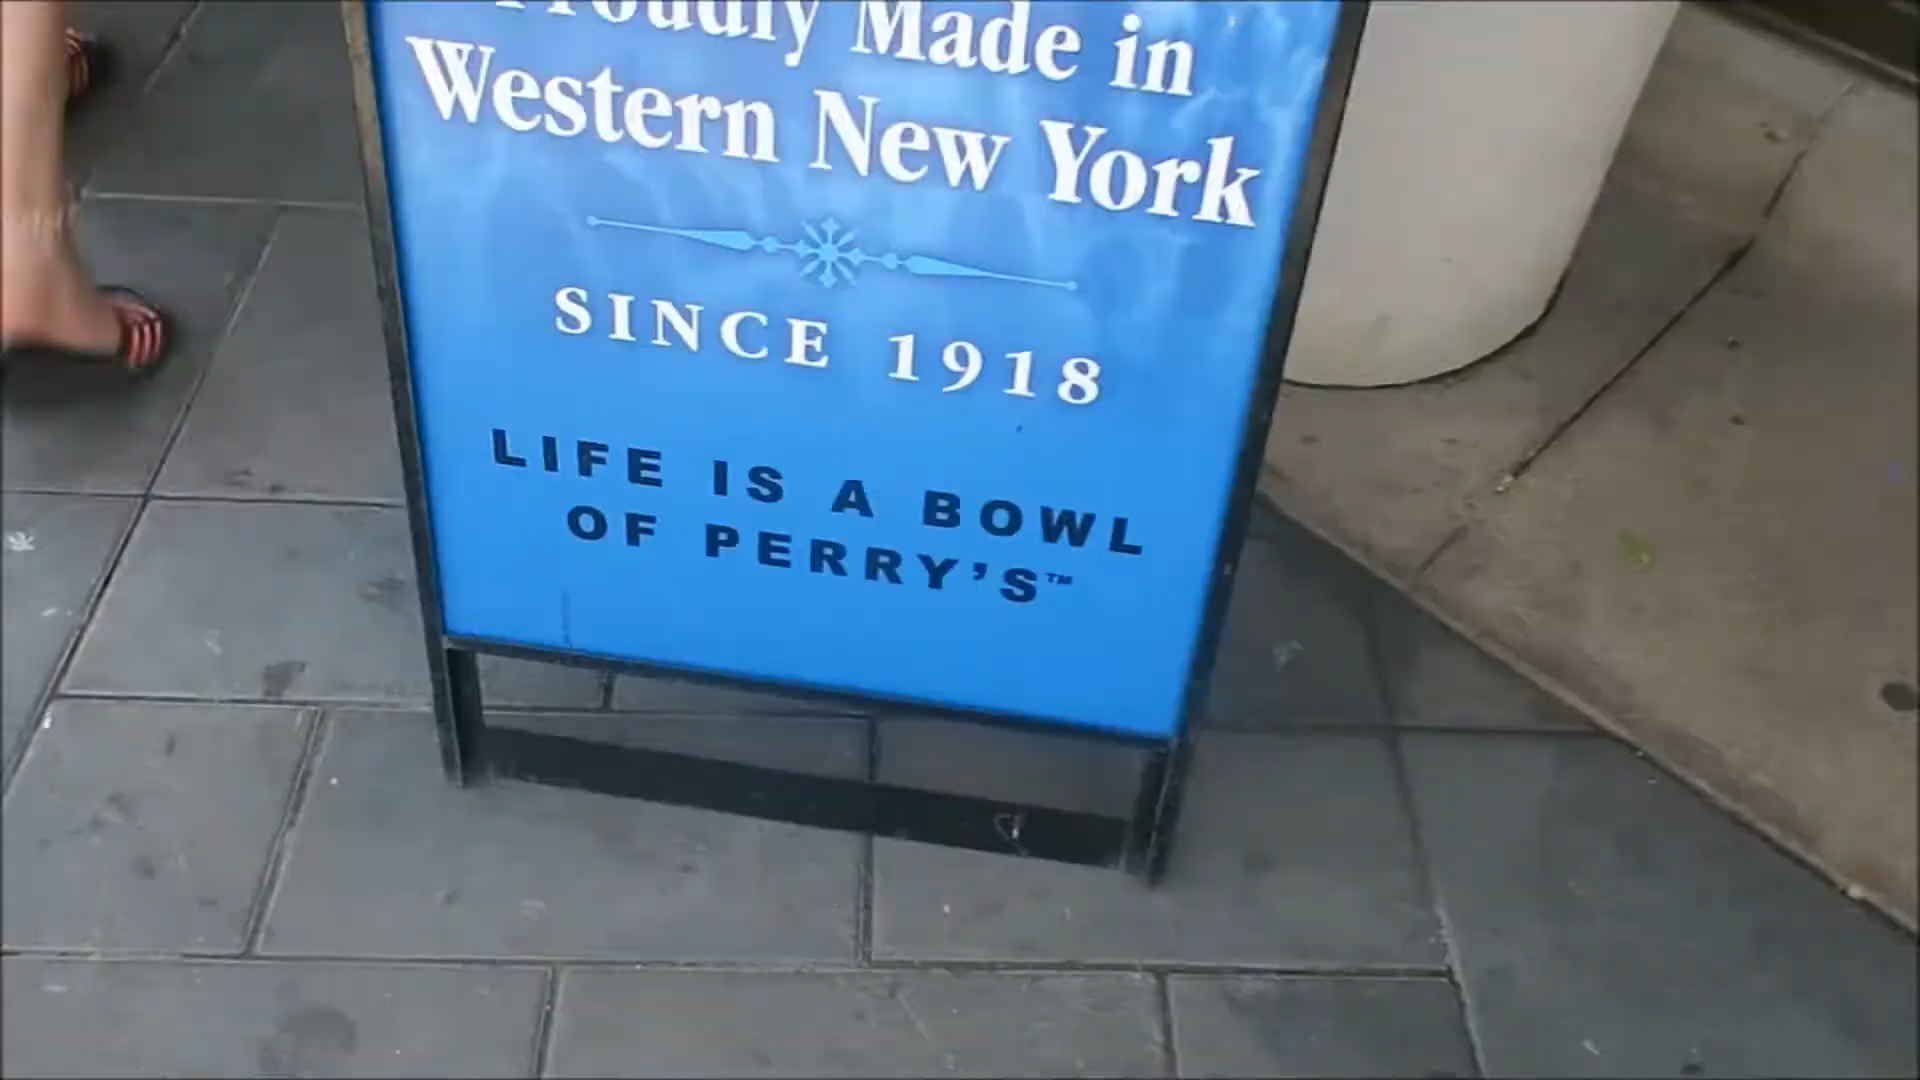 Proudly Made in
Western New York
SINCE 1918
LIFE IS A BOWL
OF PERRY'S™